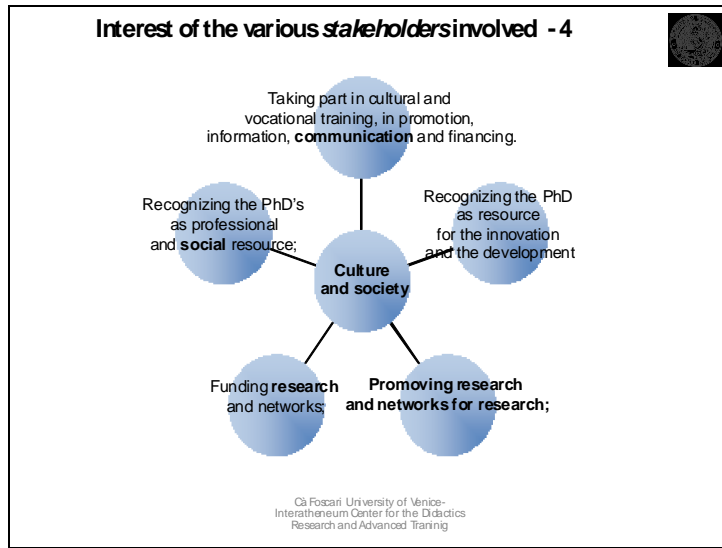 Interest of the various stakeholders involved - 4
Taking part in cultural and
vocational training, in promotion,
information, communication and financing.
Recognizing the PhD's
as professional
and social resource;
Recognizing the PhD
as resource
for the innovation
and the development
Culture
and society
Funding research
and networks;
Promoting research
and networks for research;
Cà Foscari University of Venice-
Interatheneum Center for the Didactics
Research and Advanced Traninig